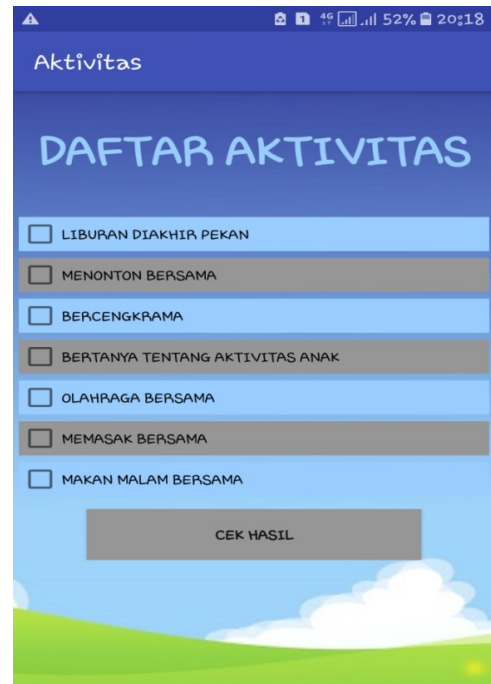 4G 52% 20:18
Aktivitas
DAFTAR AKTIVITAS
LIBURAN DIAKHIR PEKAN
MENONTON BERSAMA
BERCENGKRAMA
BERTANYA TENTANG AKTIVITAS ANAK
OLAHRAGA BERSAMA
MEMASAK BERSAMA
MAKAN MALAM BERSAMA
CEK HASIL